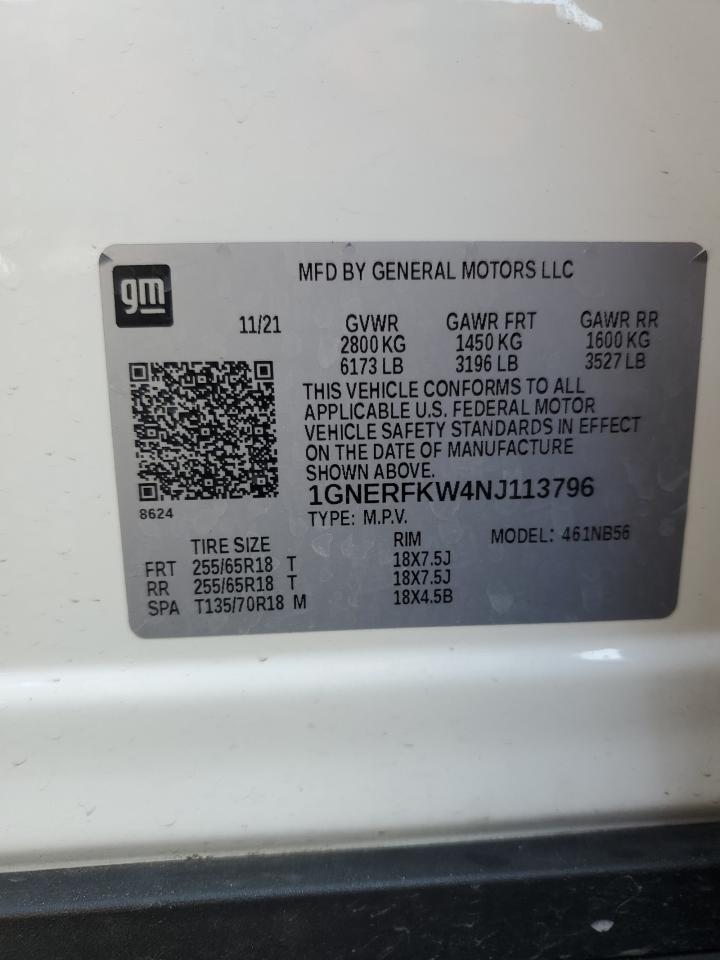 gm
MFD BY GENERAL MOTORS LLC
11/21 GVWR GAWR FRT GAWR RR
2800 KG 1450 KG 1600 KG
6173 LB 3196 LB 3527 LB
THIS VEHICLE CONFORMS TO ALL
APPLICABLE U.S. FEDERAL MOTOR
VEHICLE SAFETY STANDARDS IN EFFECT
ON THE DATE OF MANUFACTURE
SHOWN ABOVE.
1GNERFKW4NJ113796
8624
TYPE: M.P.V.
TIRE SIZE RIM MODEL: 461NB56
FRT 255/65R18 T 18X7.5J
RR 255/65R18 T 18X7.5J
SPA T135/70R18 M 18X4.5B